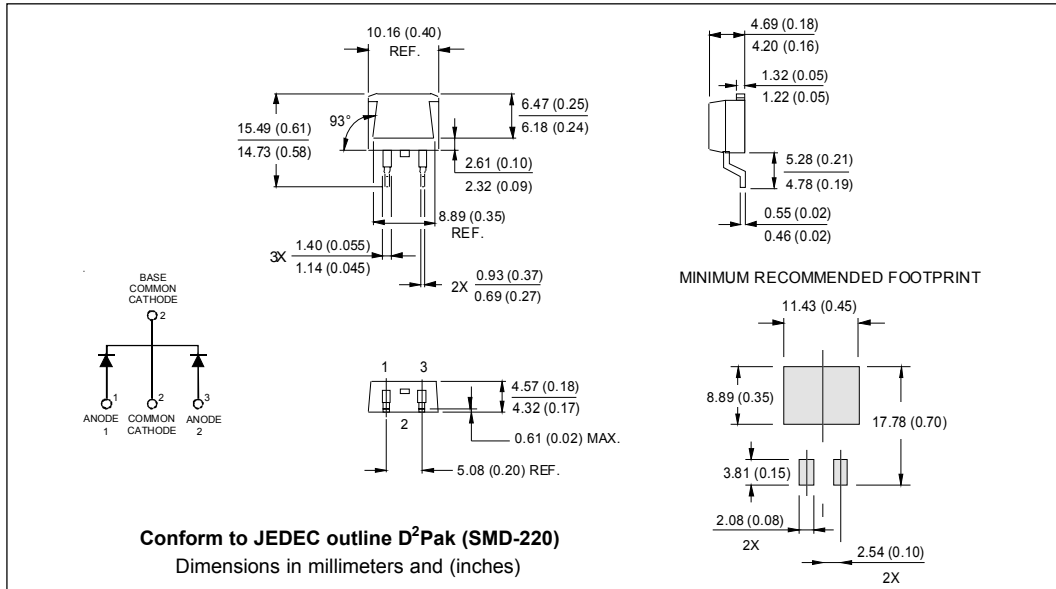 10.16 (0.40)
REF.
15.49 (0.61)
14.73 (0.58)
93°
6.47 (0.25)
6.18 (0.24)
2.61 (0.10)
2.32 (0.09)
8.89 (0.35)
REF.
3X
1.40 (0.055)
1.14 (0.045)
2X
0.93 (0.37)
0.69 (0.27)
4.69 (0.18)
4.20 (0.16)
1.32 (0.05)
1.22 (0.05)
5.28 (0.21)
4.78 (0.19)
0.55 (0.02)
0.46 (0.02)
BASE
COMMON
CATHODE
2
1
2
3
ANODE
1
COMMON
CATHODE
ANODE
2
1
3
2
4.57 (0.18)
4.32 (0.17)
0.61 (0.02) MAX.
5.08 (0.20) REF.
MINIMUM RECOMMENDED FOOTPRINT
11.43 (0.45)
8.89 (0.35)
17.78 (0.70)
3.81 (0.15)
2.08 (0.08)
2X
2.54 (0.10)
2X
Conform to JEDEC outline D²Pak (SMD-220)
Dimensions in millimeters and (inches)